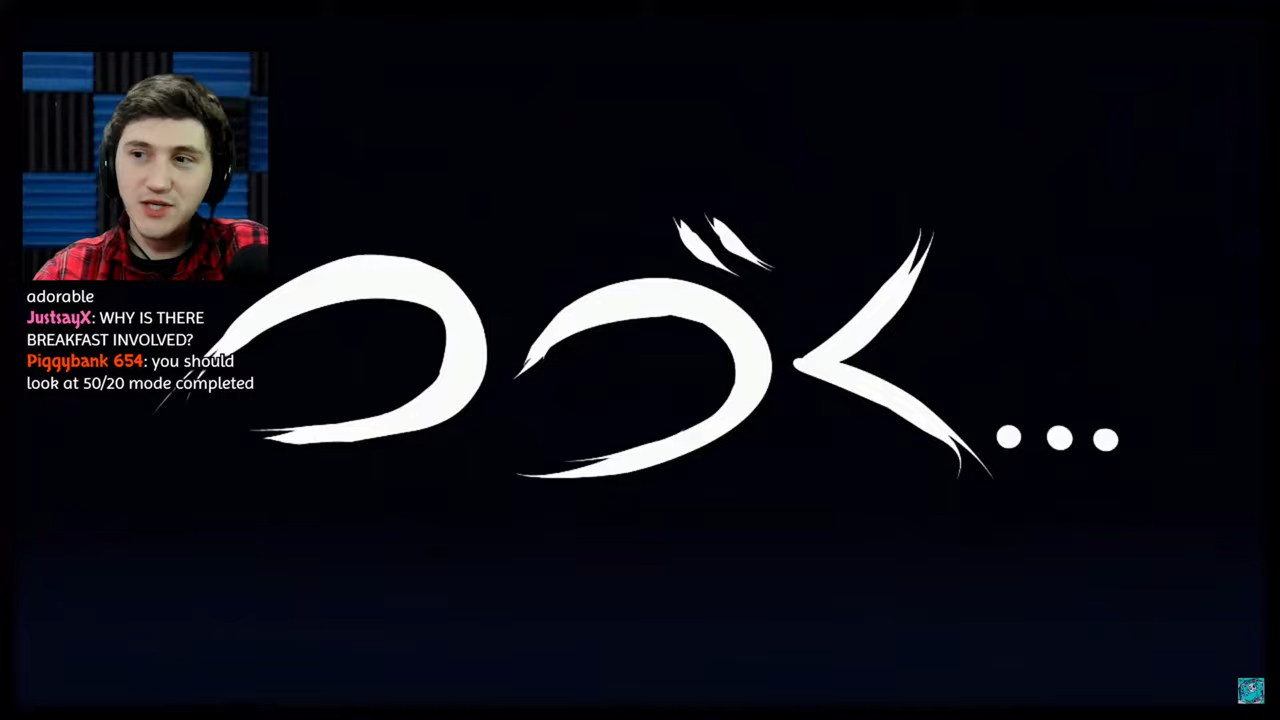 つづく...
adorable
JustsayX: WHY IS THERE
BREAKFAST INVOLVED?
Piggybank 654: you should
look at 50/20 mode completed